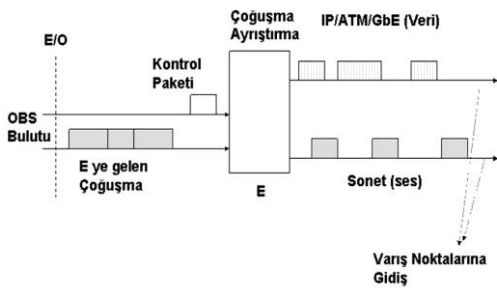 E/O
Çoğuşma
Ayrıştırma
IP/ATM/GbE (Veri)
Kontrol
Paketi
OBS
Bulutu
E ye gelen
Çoğuşma
E
Sonet (ses)
Varış Noktalarına
Gidiş